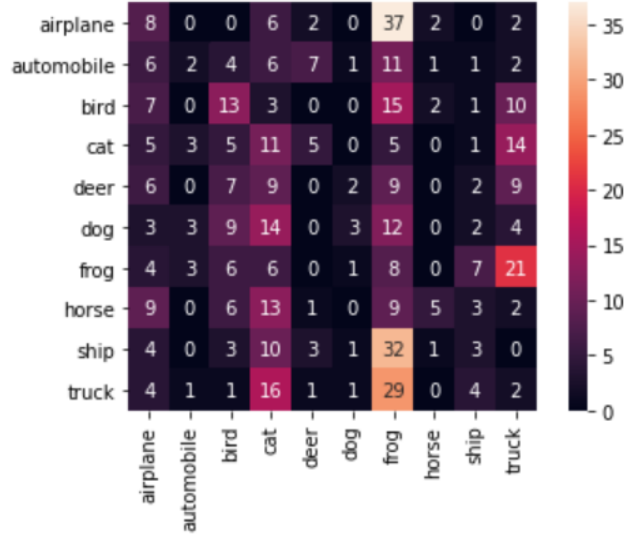 airplane 8 0 0 6 2 0 37 2 0 2
automobile 6 2 4 6 7 1 11 1 1 2
bird 7 0 13 3 0 0 15 2 1 10
cat 5 3 5 11 5 0 5 0 1 14
deer 6 0 7 9 0 2 9 0 2 9
dog 3 3 9 14 0 3 12 0 2 4
frog 4 3 6 6 0 1 8 0 7 21
horse 9 0 6 13 1 0 9 5 3 2
ship 4 0 3 10 3 1 32 1 3 0
truck 4 1 1 16 1 1 29 0 4 2
airplane automobile bird cat deer dog frog horse ship truck
35
30
25
20
15
10
5
0